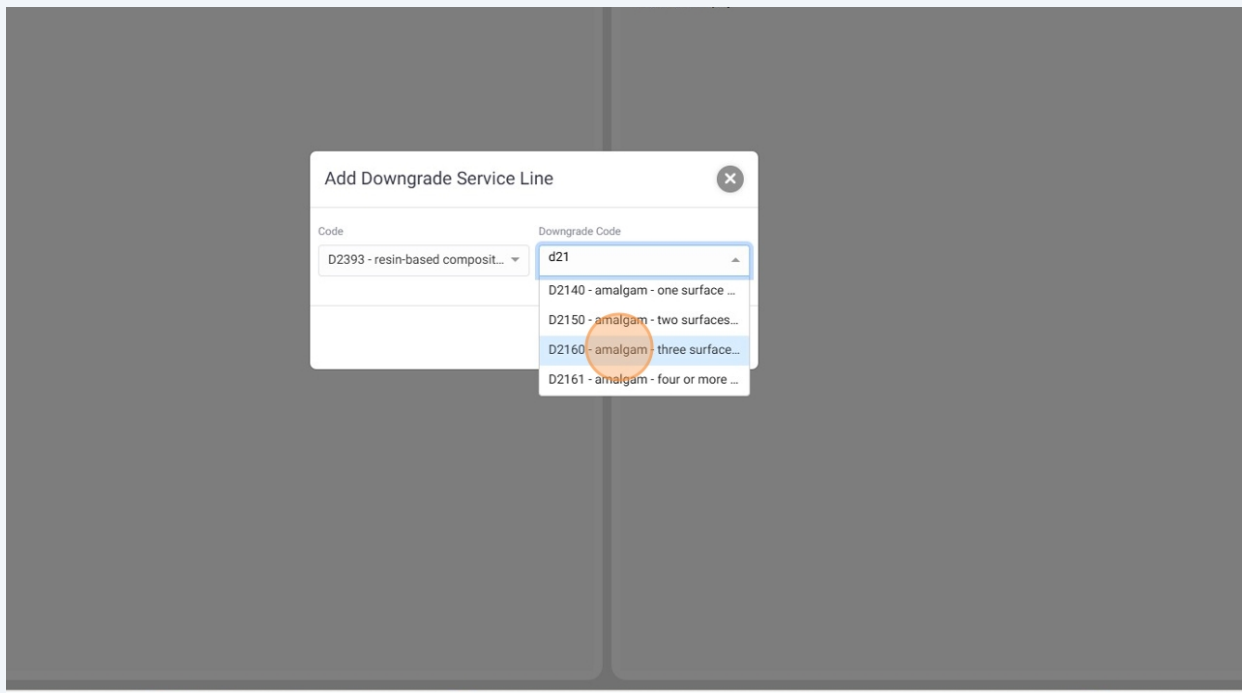 Add Downgrade Service Line
Code
Downgrade Code
D2393 - resin-based composit...
d21
D2140 - amalgam - one surface ...
D2150 - amalgam - two surfaces...
D2160 - amalgam - three surface...
D2161 - amalgam - four or more ...